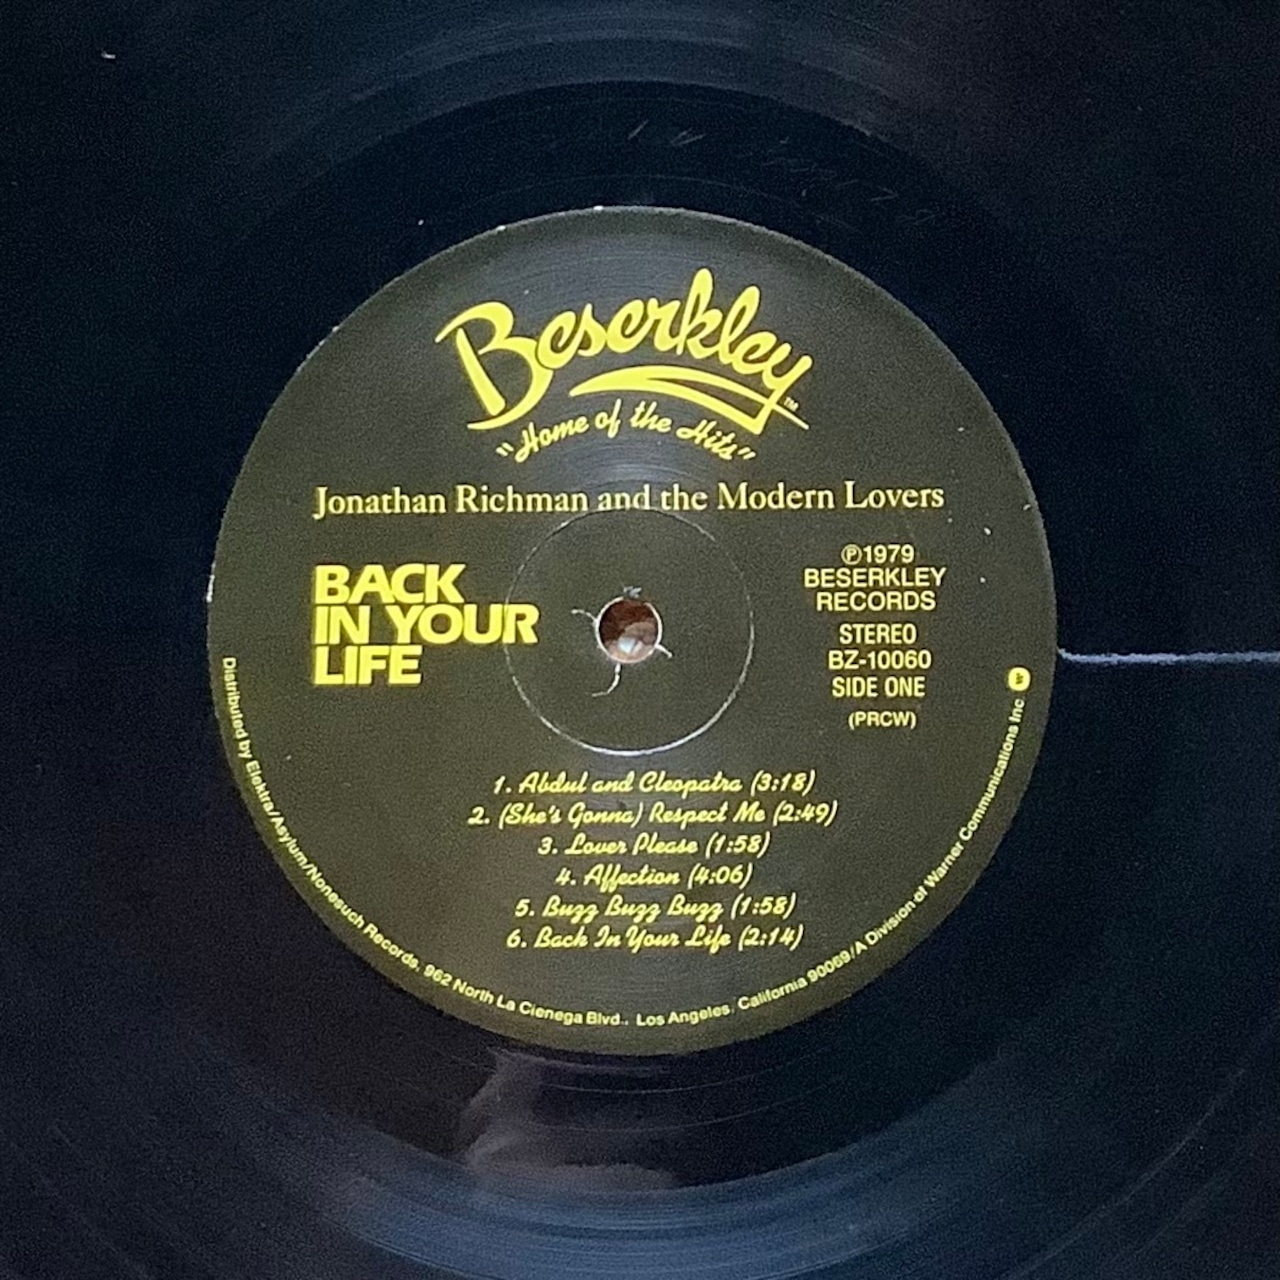 Beserkley™
"Home of the Hits"
Jonathan Richman and the Modern Lovers
BACK
IN YOUR
LIFE
℗1979
BESERKLEY
RECORDS
STEREO
BZ-10060
SIDE ONE
(PRCW)
1. Abdul and Cleopatra (3:18)
2. (She's Gonna) Respect Me (2:49)
3. Lover Please (1:58)
4. Affection (4:06)
5. Buzz Buzz Buzz (1:58)
6. Back In Your Life (2:14)
Distributed by Elektra/Asylum/Nonesuch Records, 962 North La Cienega Blvd., Los Angeles, California 90069/A Division of Warner Communications Inc